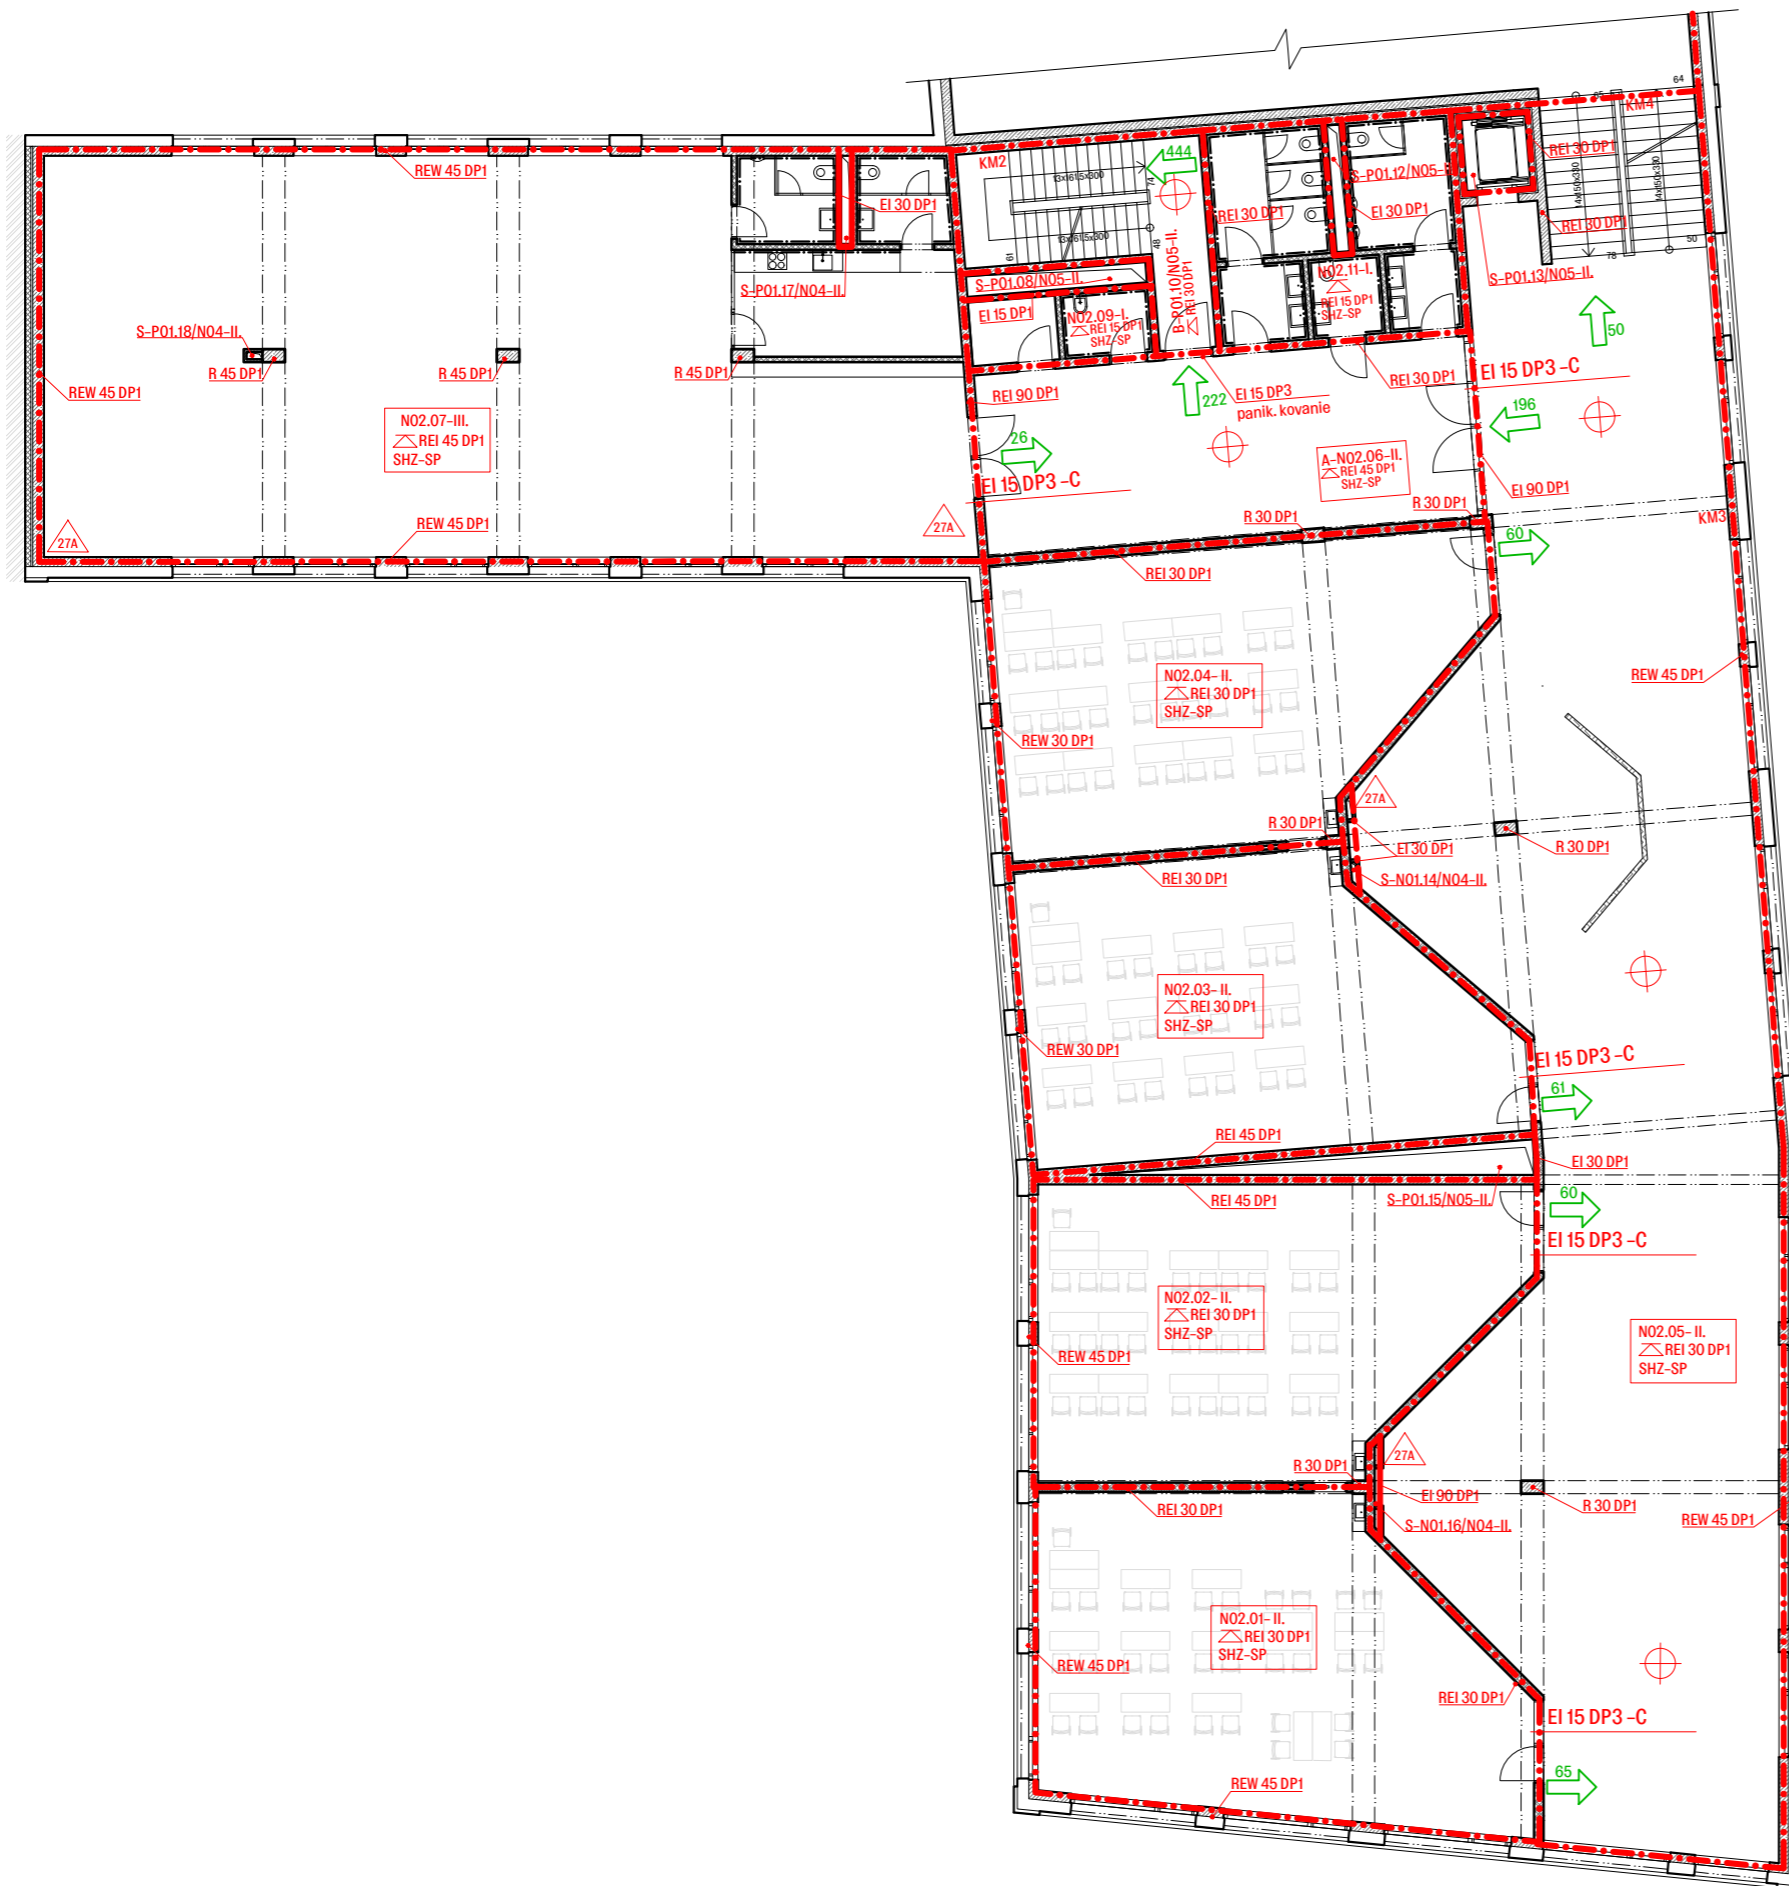 64
65
KM4
KM2
444
REI 30 DP1
REW 45 DP1
S-P01.12/N05-II.
14x150x330
14x150x330
13x161.5x300
74
EI 30 DP1
REI 30 DP1
EI 30 DP1
REI 30 DP1
13x161.5x300
48
61
50
78
S-P01.17/N04-II.
S-P01.08/N05-II.
B-P01.10/N05-II.
REI 30 DP1
N02.11-I.
REI 15 DP1
SHZ-SP
S-P01.13/N05-II.
EI 15 DP1
N02.09-I.
REI 15 DP1
SHZ-SP
S-P01.18/N04-II.
50
R 45 DP1
R 45 DP1
R 45 DP1
REI 90 DP1
EI 15 DP3
panik. kovanie
REI 30 DP1
EI 15 DP3 -C
REW 45 DP1
222
196
N02.07-III.
REI 45 DP1
SHZ-SP
26
A-N02.06-II.
REI 45 DP1
SHZ-SP
EI 15 DP3 -C
EI 90 DP1
R 30 DP1
R 30 DP1
KM3
27A
REW 45 DP1
27A
60
REI 30 DP1
N02.04- II.
REI 30 DP1
SHZ-SP
REW 45 DP1
REW 30 DP1
27A
R 30 DP1
EI 30 DP1
R 30 DP1
REI 30 DP1
S-N01.14/N04-II.
N02.03- II.
REI 30 DP1
SHZ-SP
REW 30 DP1
EI 15 DP3 -C
61
REI 45 DP1
EI 30 DP1
REI 45 DP1
S-P01.15/N05-II.
60
EI 15 DP3 -C
N02.02- II.
REI 30 DP1
SHZ-SP
REW 45 DP1
N02.05- II.
REI 30 DP1
SHZ-SP
27A
R 30 DP1
EI 90 DP1
REI 30 DP1
R 30 DP1
S-N01.16/N04-II.
REW 45 DP1
N02.01- II.
REI 30 DP1
SHZ-SP
REW 45 DP1
REI 30 DP1
EI 15 DP3 -C
65
REW 45 DP1